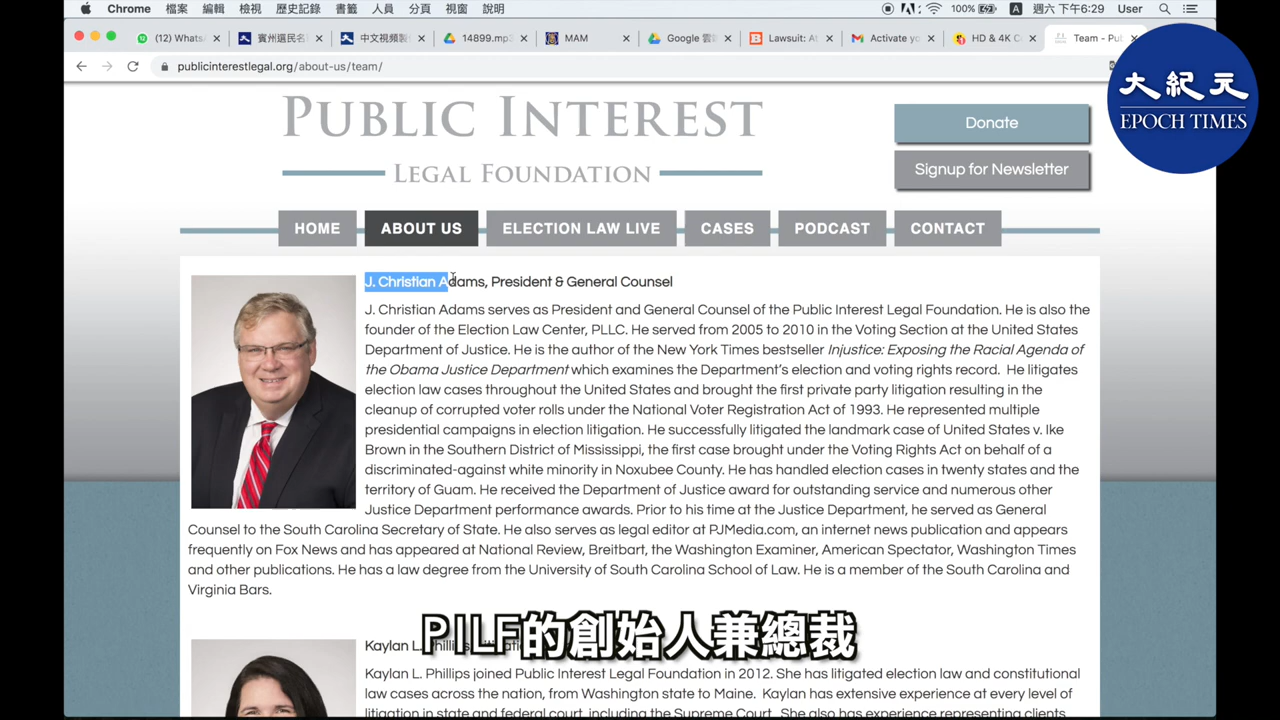 Chrome 檔案 編輯 檢視 歷史記錄 書籤 人員 分頁 視窗 說明 100% A 週六 下午6:29 User
(12) Whats 賓州選民名 中文視頻製 14899.mp MAM Google 雲 Lawsuit: A Activate yo HD & 4K C Team - Pu
publicinterestlegal.org/about-us/team/
大紀元
EPOCH TIMES
PUBLIC INTEREST
LEGAL FOUNDATION
Donate
Signup for Newsletter
HOME ABOUT US ELECTION LAW LIVE CASES PODCAST CONTACT
J. Christian Adams, President & General Counsel
J. Christian Adams serves as President and General Counsel of the Public Interest Legal Foundation. He is also the
founder of the Election Law Center, PLLC. He served from 2005 to 2010 in the Voting Section at the United States
Department of Justice. He is the author of the New York Times bestseller Injustice: Exposing the Racial Agenda of
the Obama Justice Department which examines the Department's election and voting rights record. He litigates
election law cases throughout the United States and brought the first private party litigation resulting in the
cleanup of corrupted voter rolls under the National Voter Registration Act of 1993. He represented multiple
presidential campaigns in election litigation. He successfully litigated the landmark case of United States v. Ike
Brown in the Southern District of Mississippi, the first case brought under the Voting Rights Act on behalf of a
discriminated-against white minority in Noxubee County. He has handled election cases in twenty states and the
territory of Guam. He received the Department of Justice award for outstanding service and numerous other
Justice Department performance awards. Prior to his time at the Justice Department, he served as General
Counsel to the South Carolina Secretary of State. He also serves as legal editor at PJMedia.com, an internet news publication and appears
frequently on Fox News and has appeared at National Review, Breitbart, the Washington Examiner, American Spectator, Washington Times
and other publications. He has a law degree from the University of South Carolina School of Law. He is a member of the South Carolina and
Virginia Bars.
PILF的創始人兼總裁
Kaylan L. Phillips
Kaylan L. Phillips joined Public Interest Legal Foundation in 2012. She has litigated election law and constitutional
law cases across the nation, from Washington state to Maine. Kaylan has extensive experience at every level of
litigation in state and federal court, including the Supreme Court. She also has experience representing clients